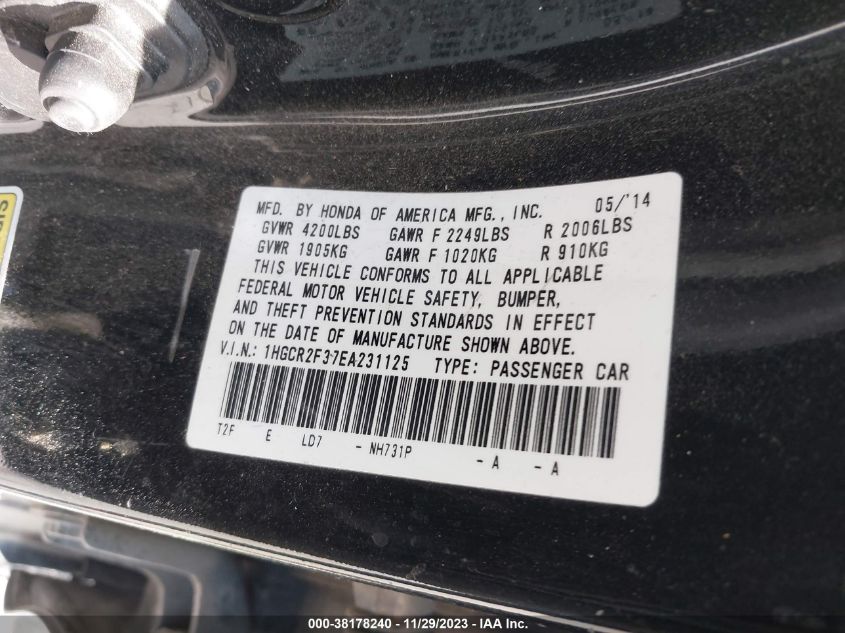 MFD. BY HONDA OF AMERICA MFG., INC. 05/'14
GVWR 4200LBS GAWR F 2249LBS R 2006LBS
GVWR 1905KG GAWR F 1020KG R 910KG
THIS VEHICLE CONFORMS TO ALL APPLICABLE
FEDERAL MOTOR VEHICLE SAFETY, BUMPER,
AND THEFT PREVENTION STANDARDS IN EFFECT
ON THE DATE OF MANUFACTURE SHOWN ABOVE.
V.I.N.: 1HGCR2F37EA231125 TYPE: PASSENGER CAR
T2F E LD7 - NH731P - A - A
000-38178240 - 11/29/2023 - IAA Inc.